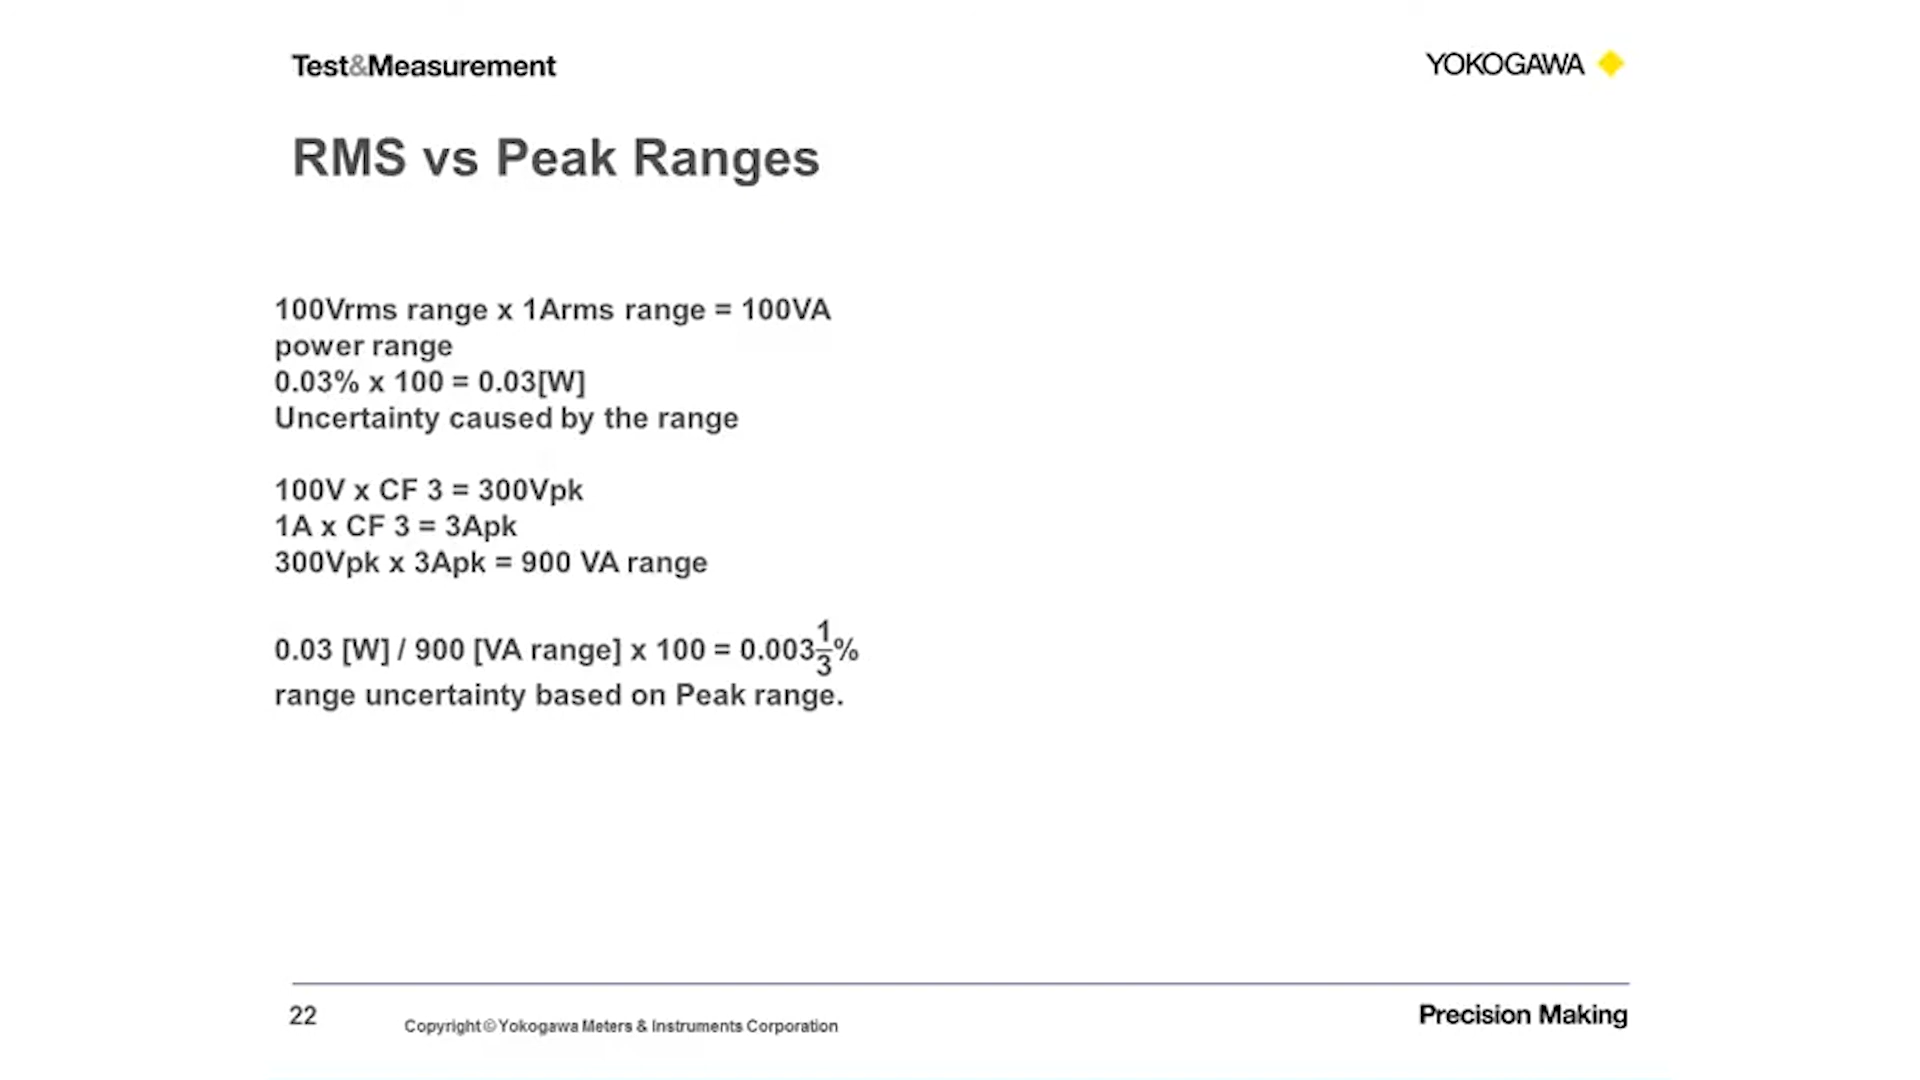 Test&Measurement
YOKOGAWA
RMS vs Peak Ranges
100Vrms range x 1Arms range = 100VA
power range
0.03% x 100 = 0.03[W]
Uncertainty caused by the range
100V x CF 3 = 300Vpk
1A x CF 3 = 3Apk
300Vpk x 3Apk = 900 VA range
0.03 [W] / 900 [VA range] x 100 = 0.003 1/3%
range uncertainty based on Peak range.
22
Copyright © Yokogawa Meters & Instruments Corporation
Precision Making